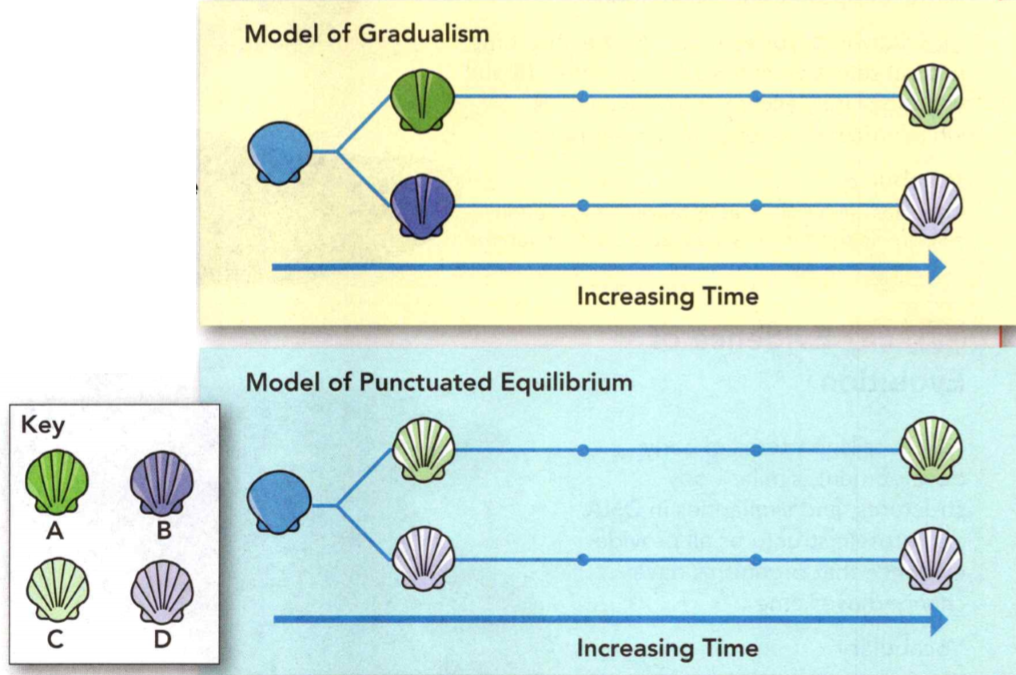 Model of Gradualism
Increasing Time
Model of Punctuated Equilibrium
Key
A B
C D
Increasing Time